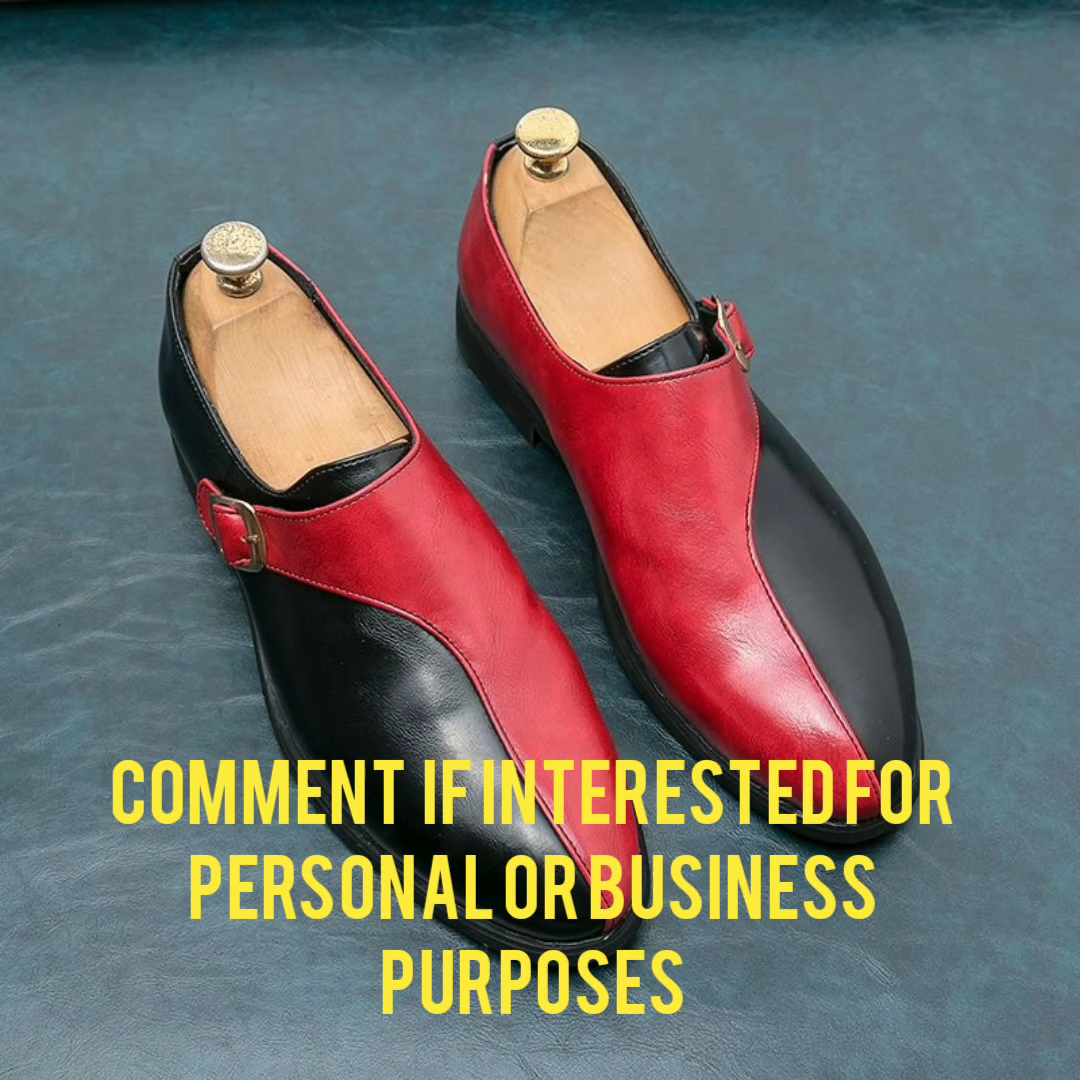 COMMENT IF INTERESTED FOR
PERSONAL OR BUSINESS
PURPOSES